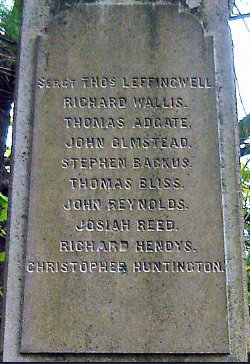 SERGT THOS LEFFINGWELL
RICHARD WALLIS.
THOMAS ADGATE.
JOHN OLMSTEAD.
STEPHEN BACKUS.
THOMAS BLISS.
JOHN REYNOLDS.
JOSIAH REED.
RICHARD HENDYS.
CHRISTOPHER HUNTINGTON.